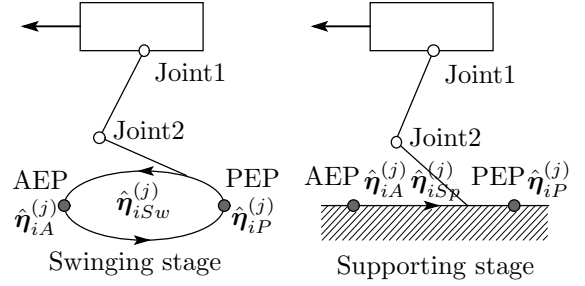 Joint1
Joint2
AEP
PEP
η̂_{iA}^{(j)}
η̂_{iSw}^{(j)}
η̂_{iP}^{(j)}
Swinging stage
Joint1
Joint2
AEP
η̂_{iA}^{(j)}
η̂_{iSp}^{(j)}
PEP
η̂_{iP}^{(j)}
Supporting stage